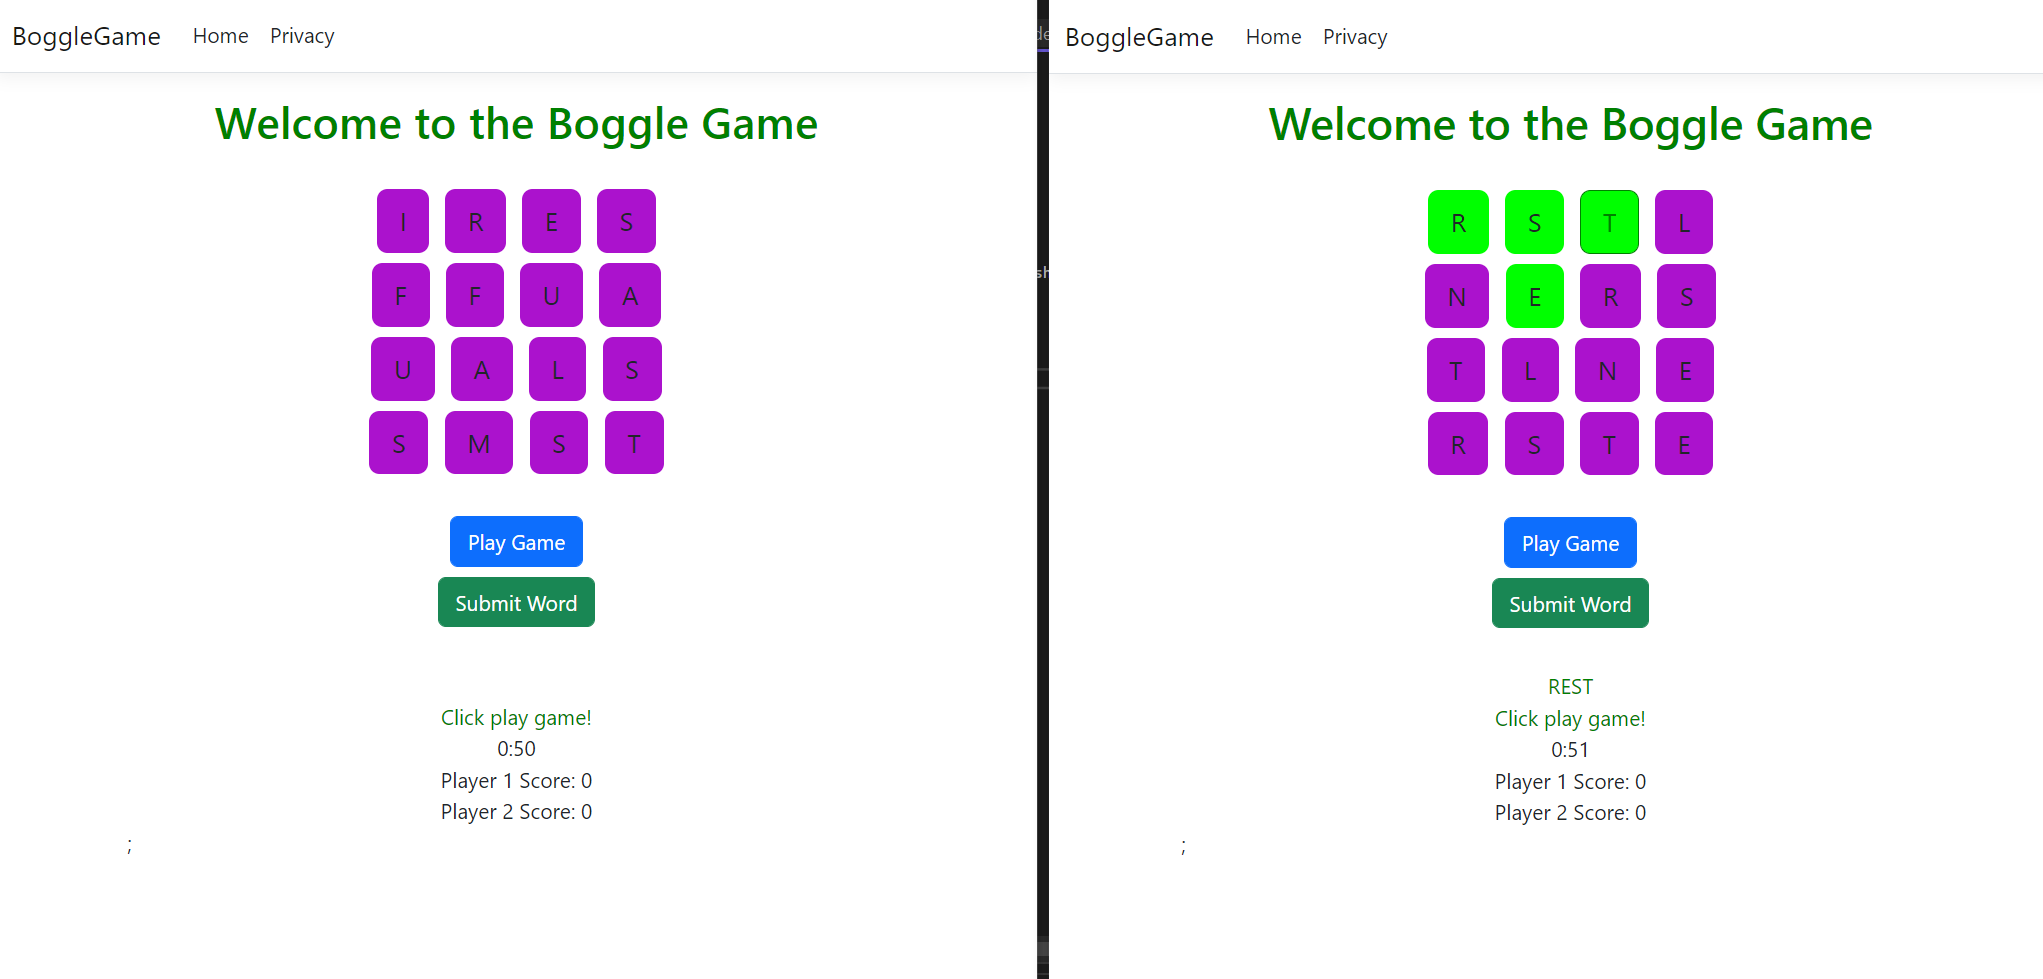 BoggleGame Home Privacy
Welcome to the Boggle Game
I R E S
F F U A
U A L S
S M S T
Play Game
Submit Word
Click play game!
0:50
Player 1 Score: 0
Player 2 Score: 0
;
de
sh
BoggleGame Home Privacy
Welcome to the Boggle Game
R S T L
N E R S
T L N E
R S T E
Play Game
Submit Word
REST
Click play game!
0:51
Player 1 Score: 0
Player 2 Score: 0
;